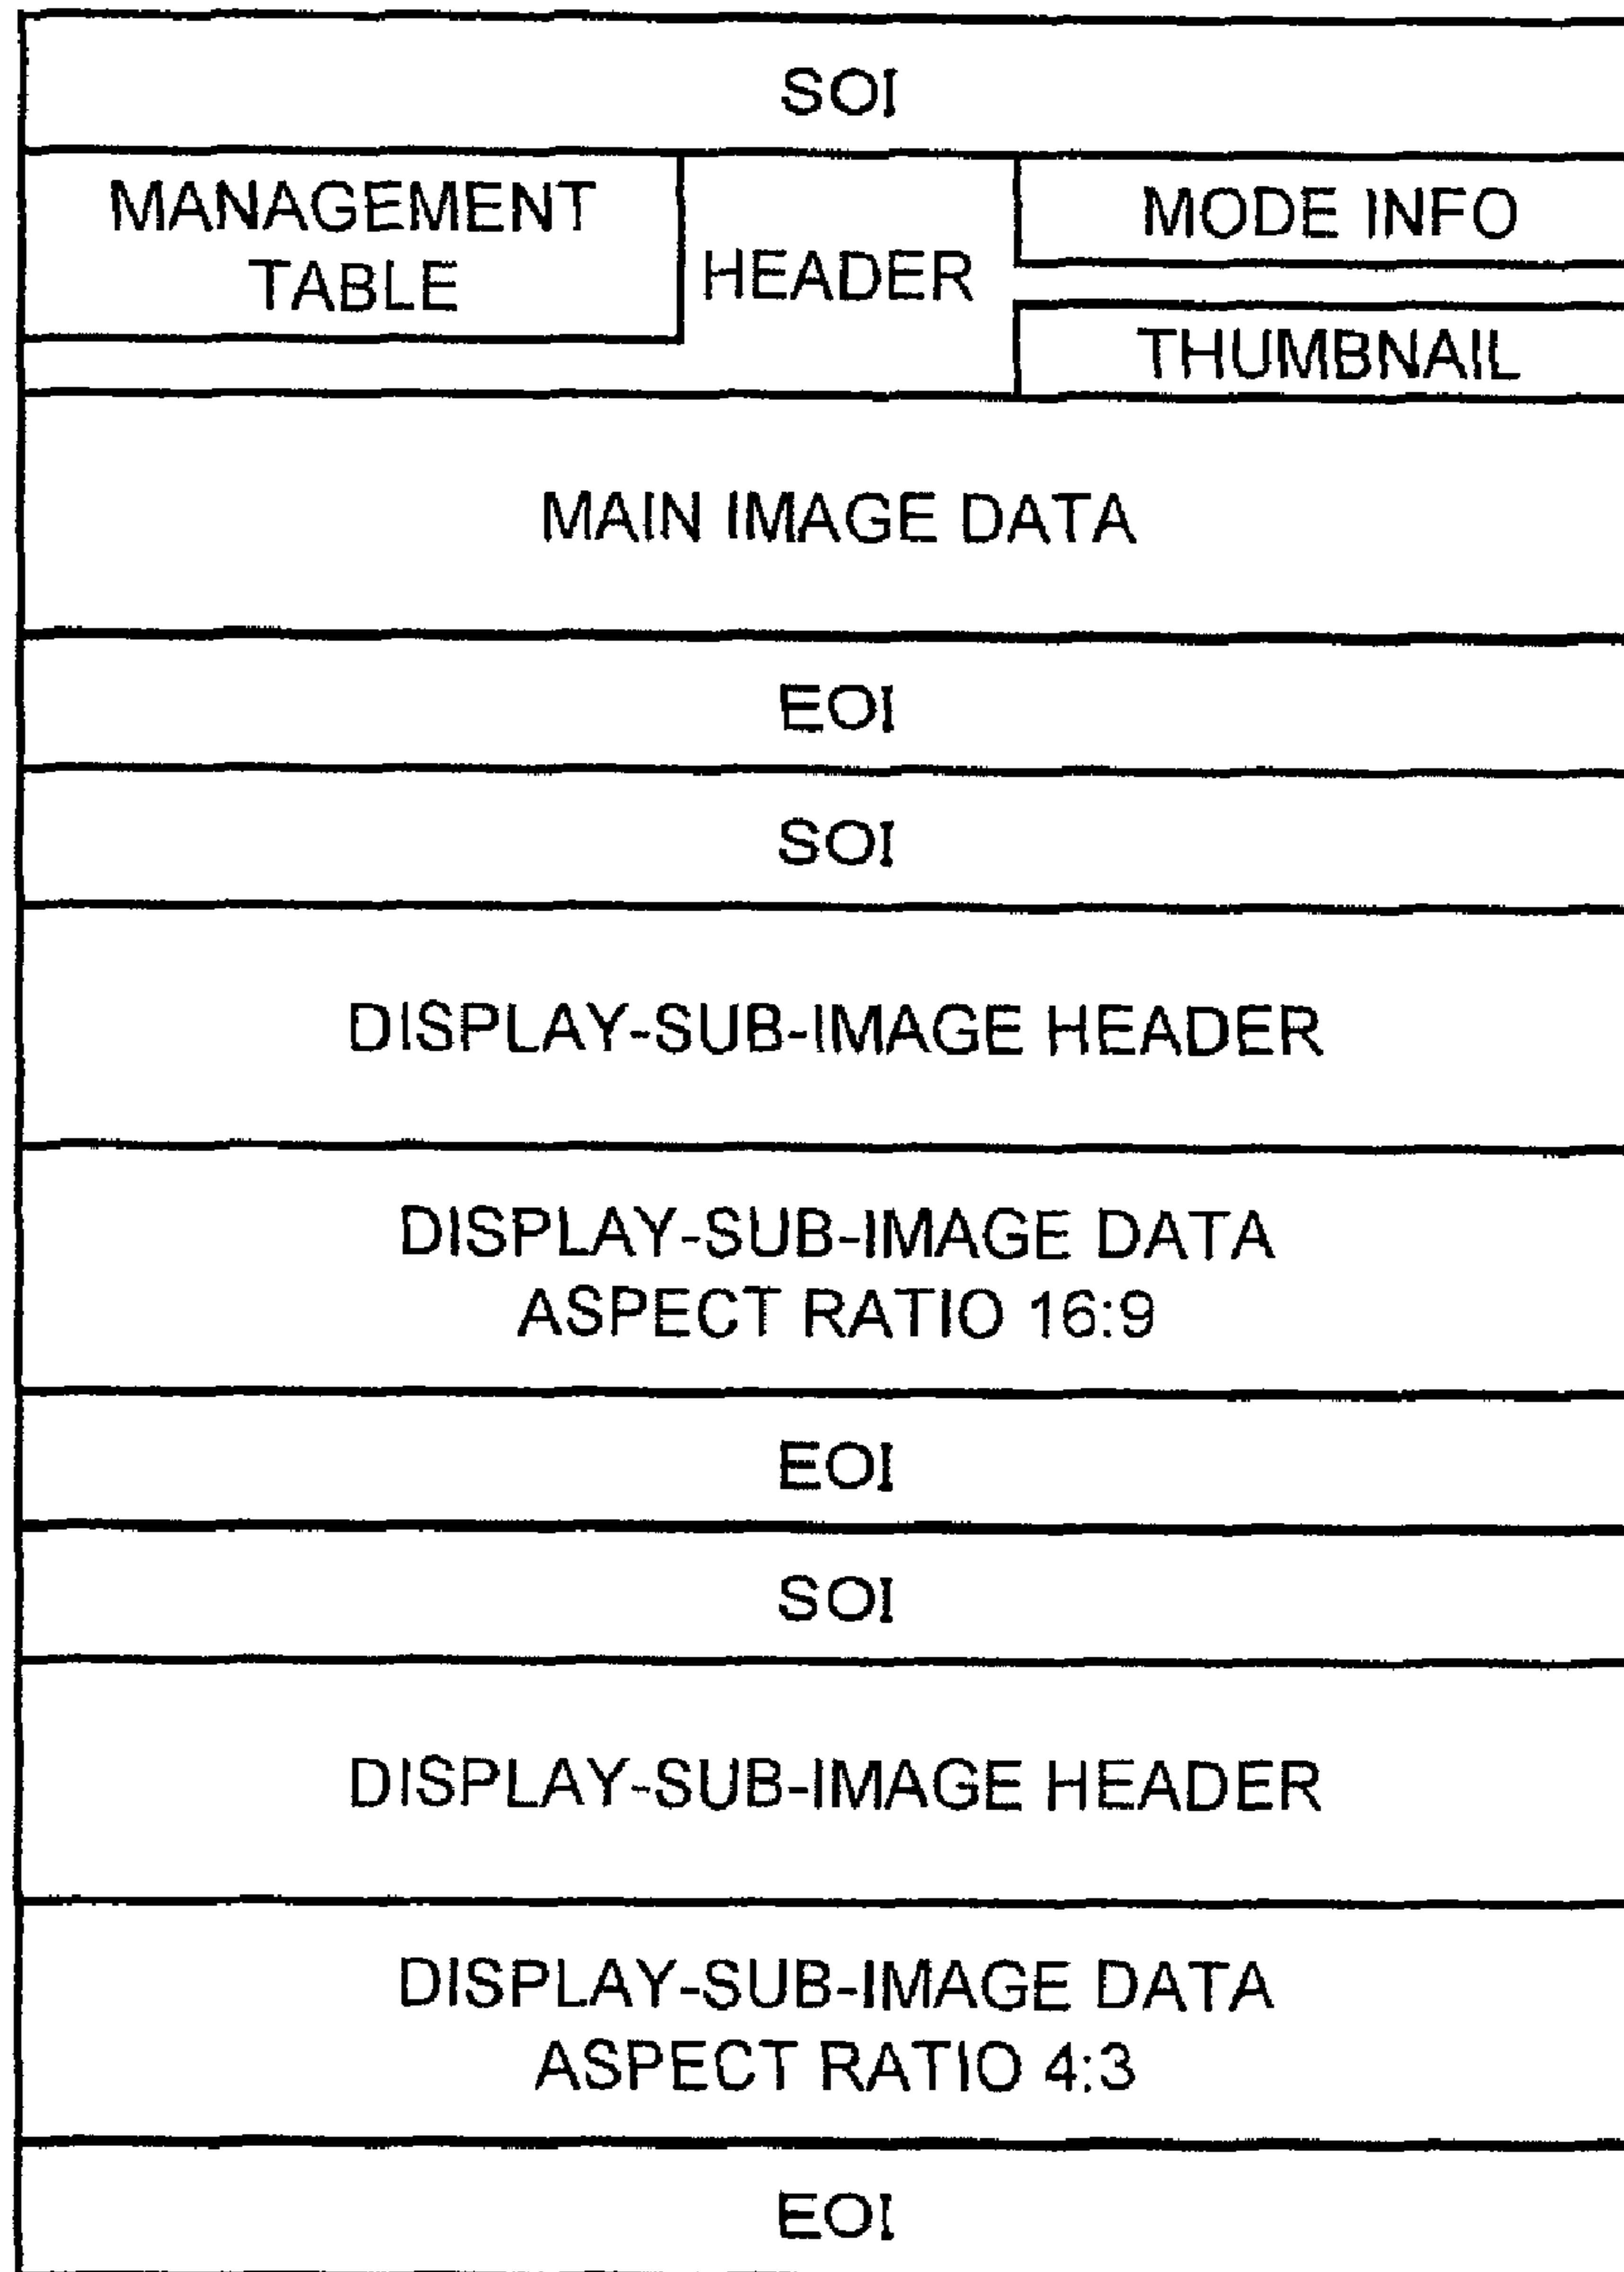 SOI
MANAGEMENT
TABLE
HEADER
MODE INFO
THUMBNAIL
MAIN IMAGE DATA
EOI
SOI
DISPLAY-SUB-IMAGE HEADER
DISPLAY-SUB-IMAGE DATA
ASPECT RATIO 16:9
EOI
SOI
DISPLAY-SUB-IMAGE HEADER
DISPLAY-SUB-IMAGE DATA
ASPECT RATIO 4:3
EOI